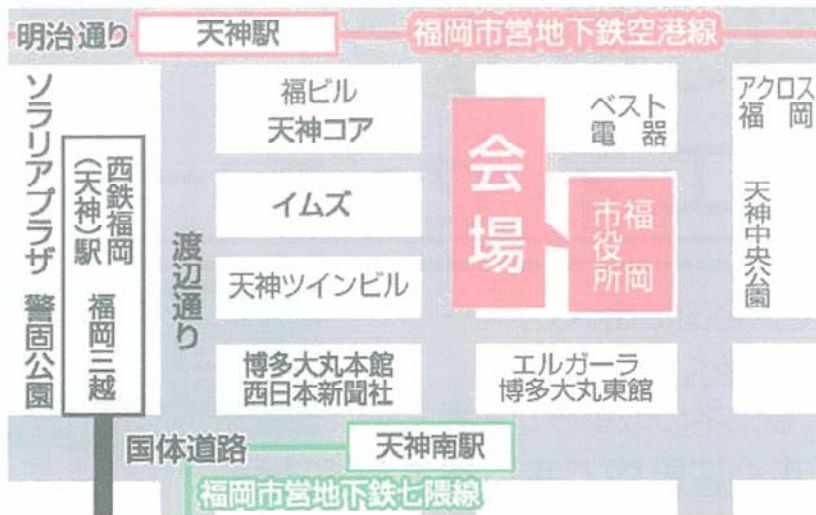 明治通り
天神駅
福岡市営地下鉄空港線
ソラリアプラザ
警固公園
西鉄福岡
(天神)駅
福岡三越
渡辺通り
福ビル
天神コア
イムズ
天神ツインビル
博多大丸本館
西日本新聞社
会場
ベスト
電器
福岡
市役所
エルガーラ
博多大丸東館
アクロス
福岡
天神中央公園
国体道路
天神南駅
福岡市営地下鉄七隈線